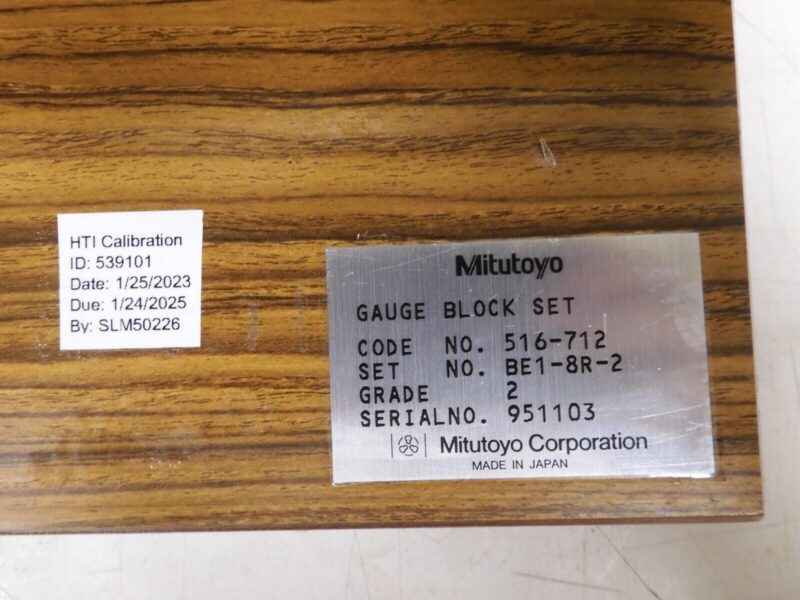 HTI Calibration
ID: 539101
Date: 1/25/2023
Due: 1/24/2025
By: SLM50226
Mitutoyo
GAUGE BLOCK SET
CODE NO. 516-712
SET NO. BE1-8R-2
GRADE 2
SERIALNO. 951103
Mitutoyo Corporation
MADE IN JAPAN